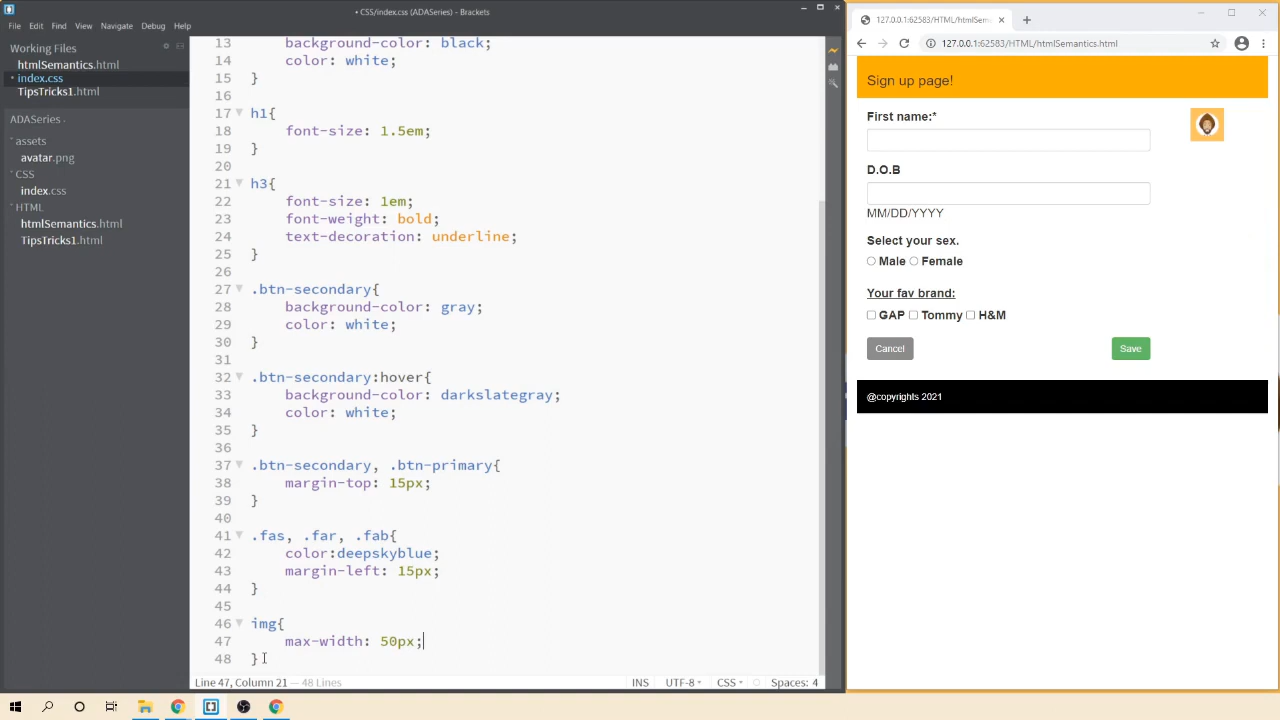 • CSS/index.css (ADASeries) - Brackets
File Edit Find View Navigate Debug Help
Working Files
htmlSemantics.html
• index.css
TipsTricks1.html
ADASeries
assets
avatar.png
CSS
index.css
HTML
htmlSemantics.html
TipsTricks1.html
13 background-color: black;
14 color: white;
15 }
16
17 h1{
18 font-size: 1.5em;
19 }
20
21 h3{
22 font-size: 1em;
23 font-weight: bold;
24 text-decoration: underline;
25 }
26
27 .btn-secondary{
28 background-color: gray;
29 color: white;
30 }
31
32 .btn-secondary:hover{
33 background-color: darkslategray;
34 color: white;
35 }
36
37 .btn-secondary, .btn-primary{
38 margin-top: 15px;
39 }
40
41 .fas, .far, .fab{
42 color:deepskyblue;
43 margin-left: 15px;
44 }
45
46 img{
47 max-width: 50px;
48 }
Line 47, Column 21 — 48 Lines
INS UTF-8 CSS Spaces: 4
127.0.0.1:62583/HTML/htmlSem
127.0.0.1:62583/HTML/htmlSemantics.html
Sign up page!
First name:*
D.O.B
MM/DD/YYYY
Select your sex.
Male Female
Your fav brand:
GAP Tommy H&M
Cancel Save
@copyrights 2021